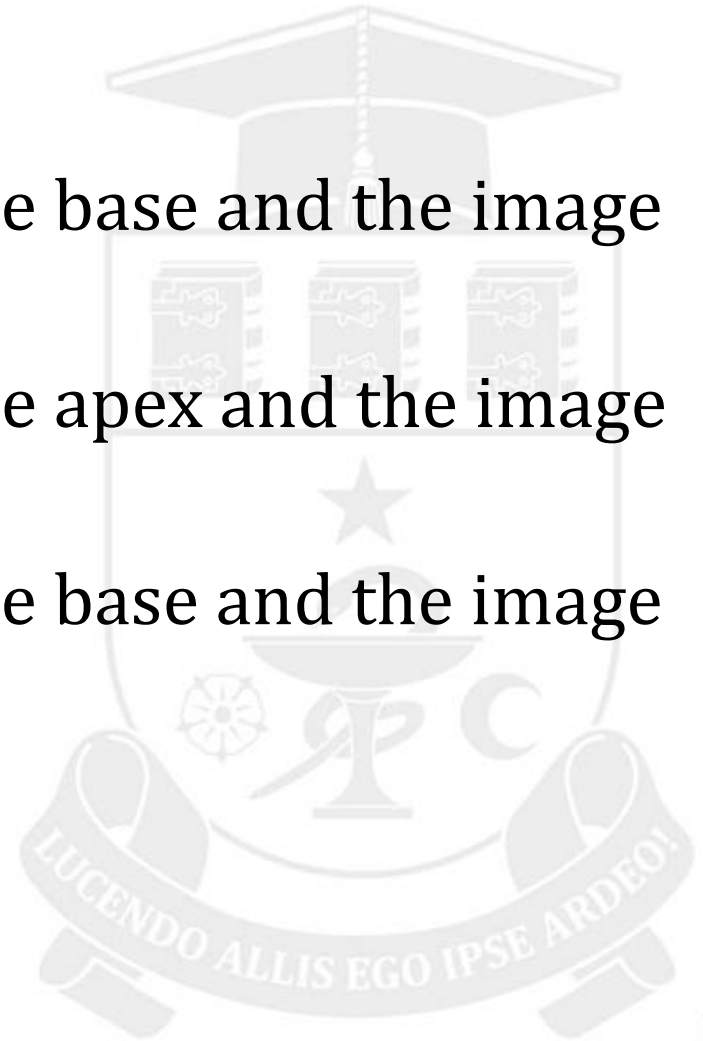 e base and the image
e apex and the image
e base and the image
LUCENDO ALLIS EGO IPSE ARDEO!